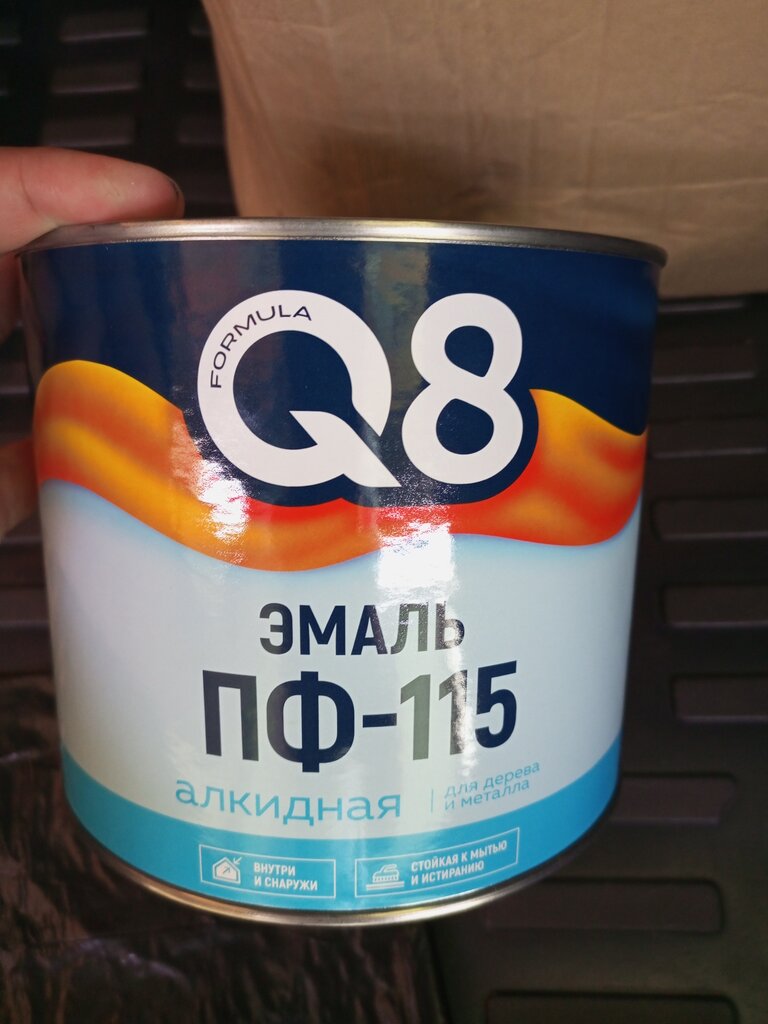 FORMULA
Q8
ЭМАЛЬ
ПФ-115
алкидная
для дерева
и металла
ВНУТРИ
И СНАРУЖИ
СТОЙКАЯ К МЫТЬЮ
И ИСТИРАНИЮ